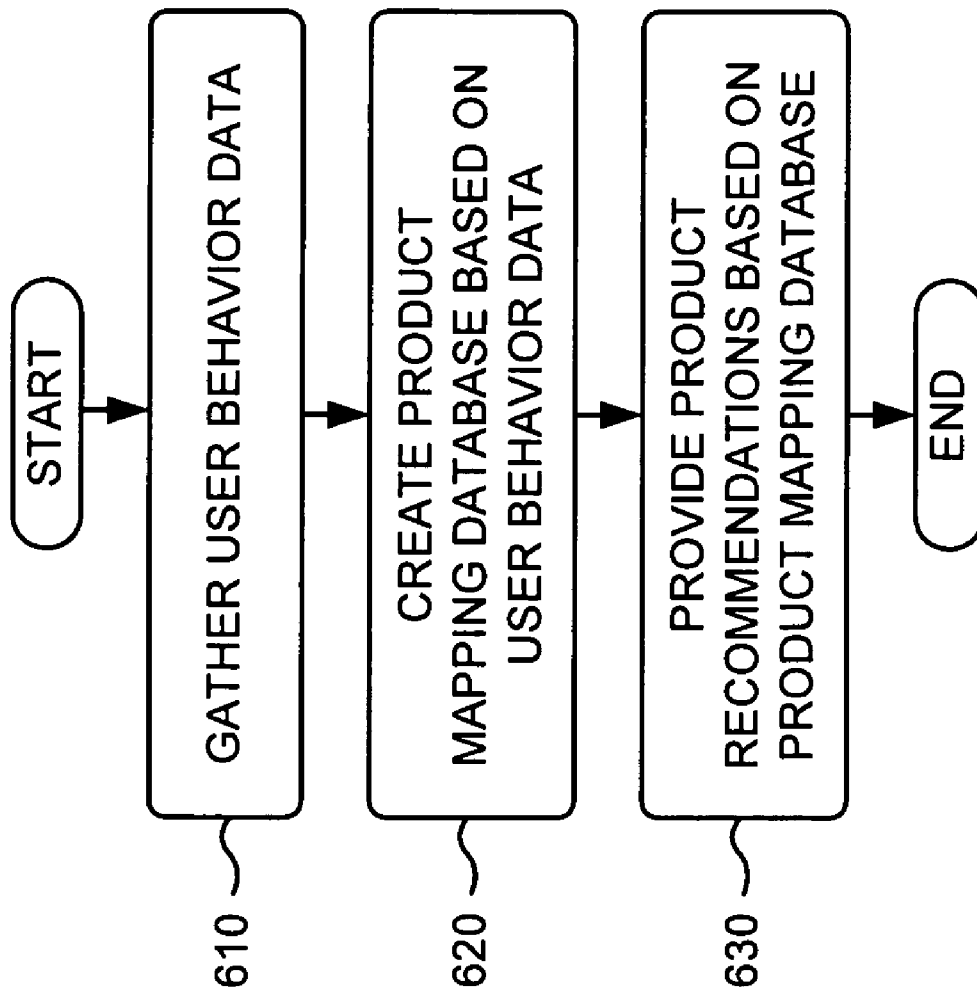 START
610
GATHER USER BEHAVIOR DATA
620
CREATE PRODUCT
MAPPING DATABASE BASED ON
USER BEHAVIOR DATA
630
PROVIDE PRODUCT
RECOMMENDATIONS BASED ON
PRODUCT MAPPING DATABASE
END